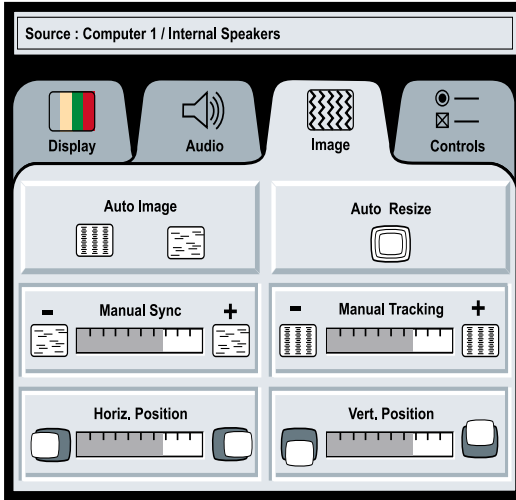 Source : Computer 1 / Internal Speakers
Display
Audio
Image
Controls
Auto Image
Auto Resize
- Manual Sync +
- Manual Tracking +
Horiz. Position
Vert. Position